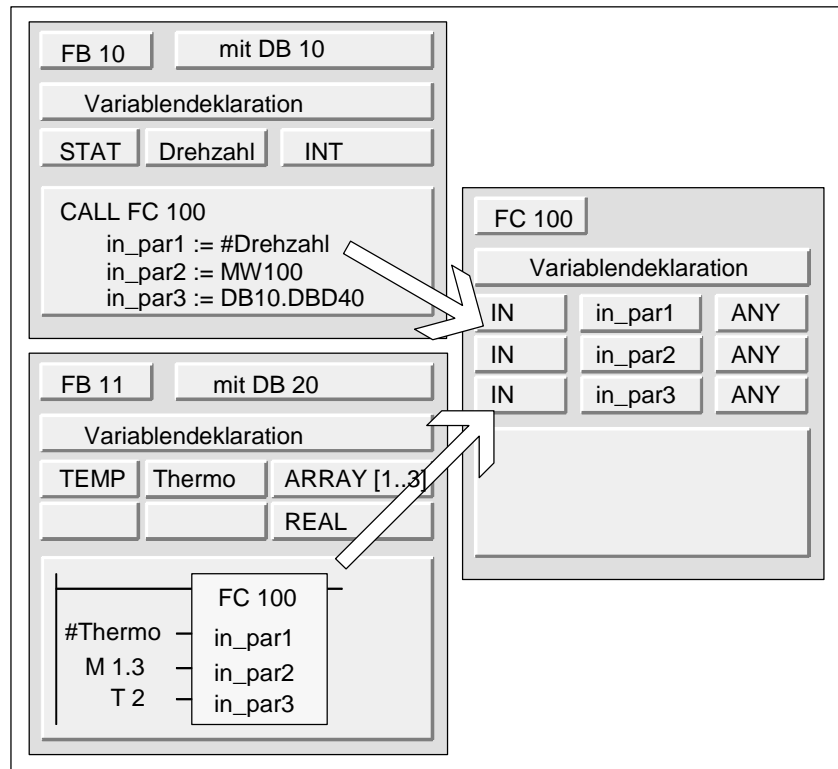 FB 10 mit DB 10
Variablendeklaration
STAT Drehzahl INT
CALL FC 100
in_par1 := #Drehzahl
in_par2 := MW100
in_par3 := DB10.DBD40
FB 11 mit DB 20
Variablendeklaration
TEMP Thermo ARRAY [1..3]
REAL
FC 100
#Thermo in_par1
M 1.3 in_par2
T 2 in_par3
FC 100
Variablendeklaration
IN in_par1 ANY
IN in_par2 ANY
IN in_par3 ANY